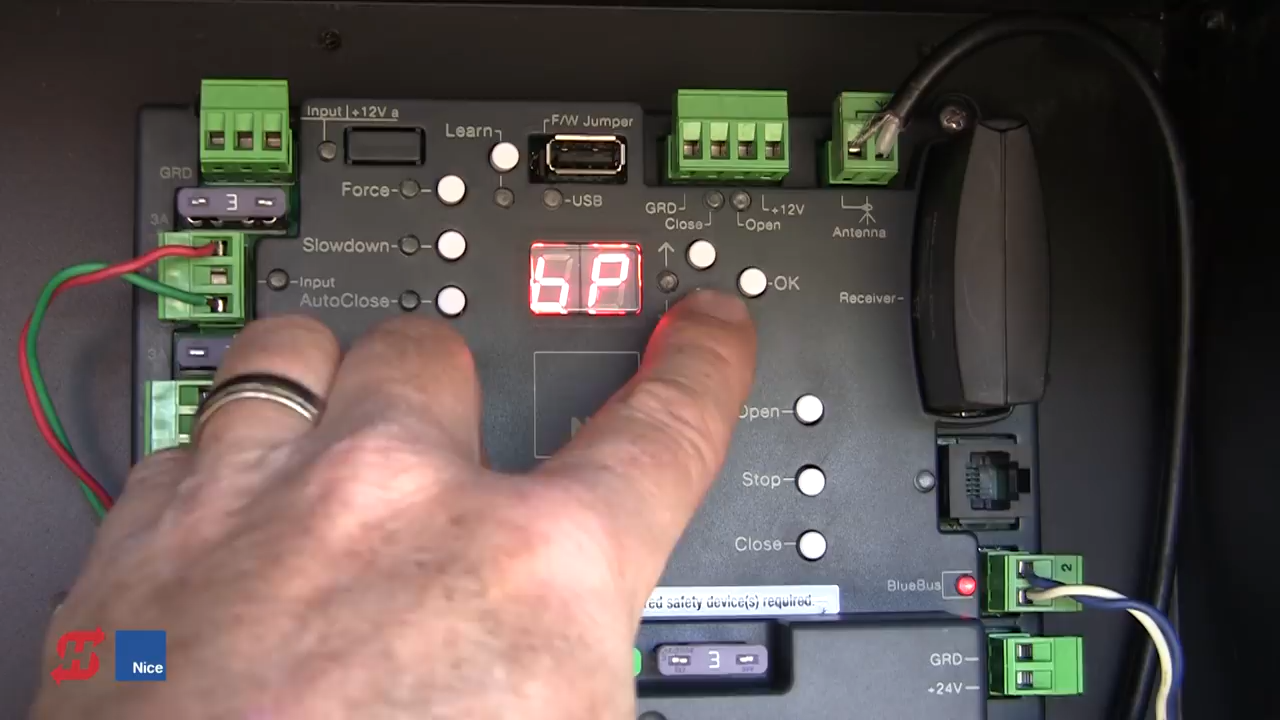 Input +12V a
Learn
F/W Jumper
GRD
3
3A
Force
USB
GRD
+12V
Close
Open
Antenna
Slowdown
bP
OK
Input
AutoClose
Receiver
3A
Open
Stop
Close
BlueBus
2
red safety device(s) required.
3
GRD
+24V
Nice